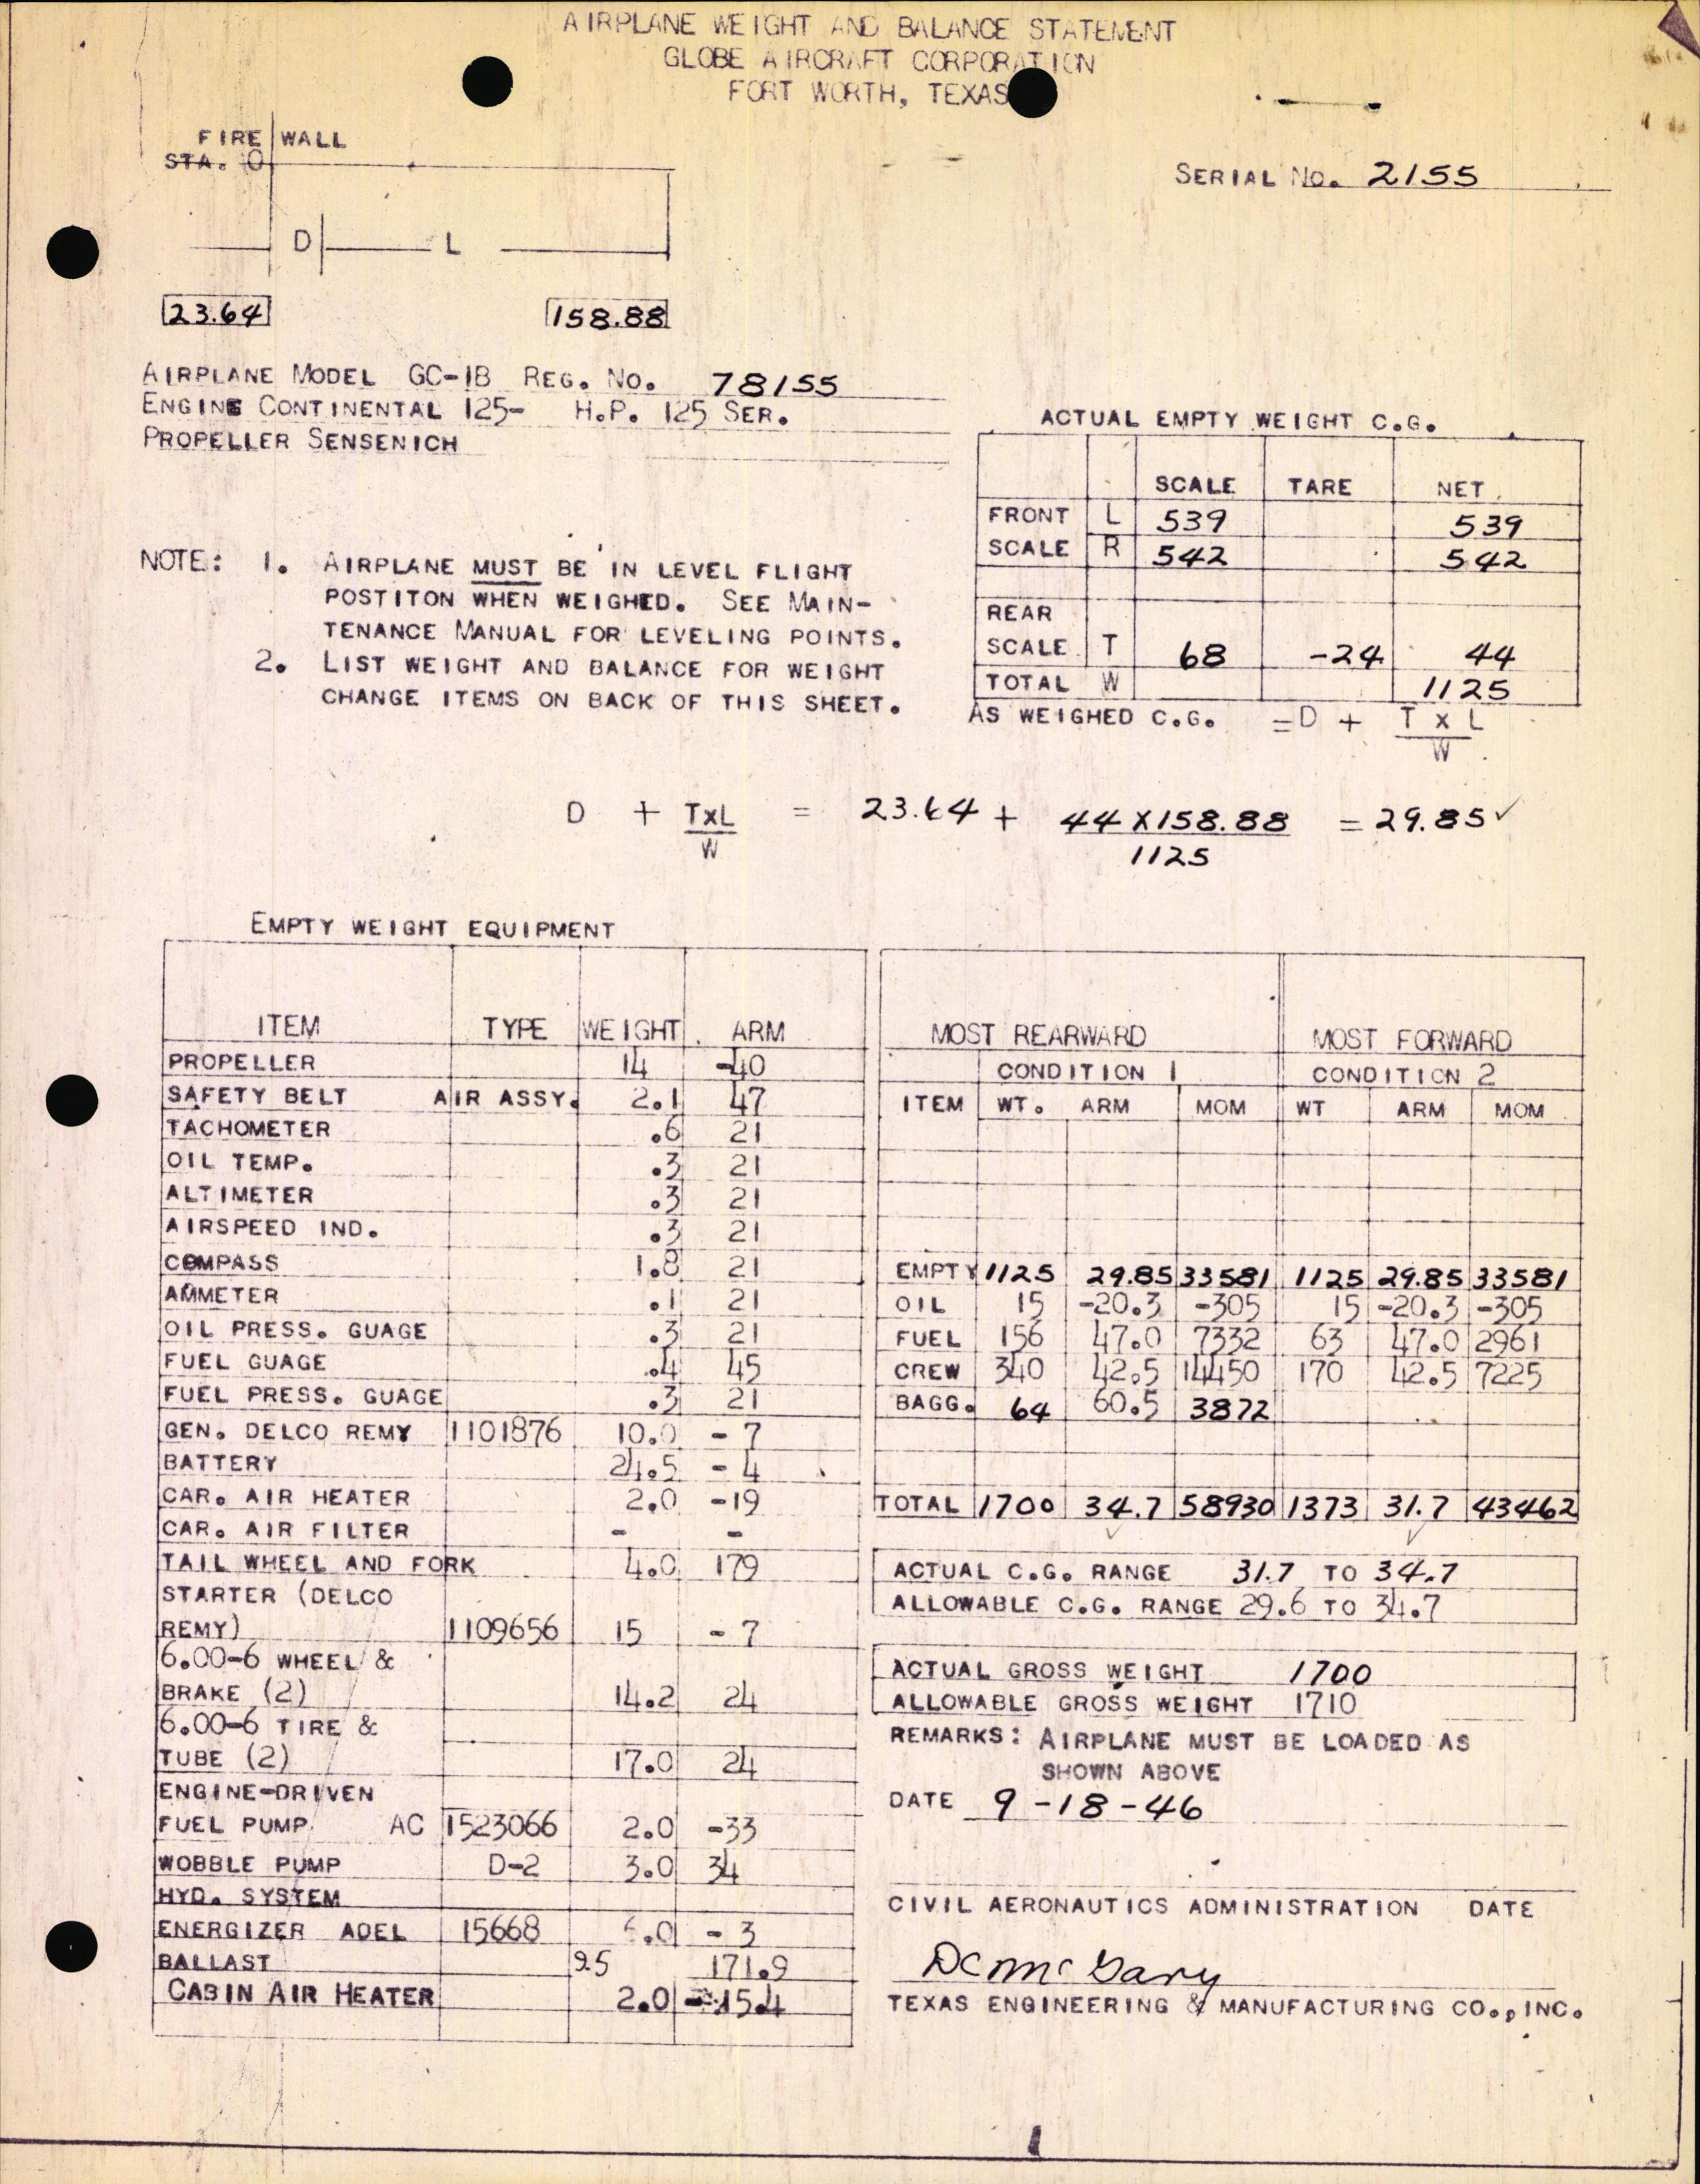 AIRPLANE WEIGHT AND BALANCE STATEMENT
GLOBE AIRCRAFT CORPORATION
FORT WORTH, TEXAS
FIRE WALL
STA. 0
SERIAL NO. 2155
D L
23.64 158.88
AIRPLANE MODEL GC-1B REG. NO. 78155
ENGINE CONTINENTAL 125- H.P. 125 SER.
PROPELLER SENSENICH
ACTUAL EMPTY WEIGHT C.G.
SCALE TARE NET
FRONT L 539 539
SCALE R 542 542
REAR
SCALE T 68 -24 44
TOTAL W 1125
AS WEIGHED C.G. = D + T X L
W
NOTE: 1. AIRPLANE MUST BE IN LEVEL FLIGHT
POSTITON WHEN WEIGHED. SEE MAIN-
TENANCE MANUAL FOR LEVELING POINTS.
2. LIST WEIGHT AND BALANCE FOR WEIGHT
CHANGE ITEMS ON BACK OF THIS SHEET.
D + TxL = 23.64 + 44 X 158.88 = 29.85 ✓
W 1125
EMPTY WEIGHT EQUIPMENT
ITEM TYPE WEIGHT ARM
PROPELLER 14 -40
SAFETY BELT AIR ASSY. 2.1 47
TACHOMETER .6 21
OIL TEMP. .3 21
ALTIMETER .3 21
AIRSPEED IND. .3 21
COMPASS 1.8 21
AMMETER .1 21
OIL PRESS. GUAGE .3 21
FUEL GUAGE .4 45
FUEL PRESS. GUAGE .3 21
GEN. DELCO REMY 1101876 10.0 - 7
BATTERY 24.5 - 4
CAR. AIR HEATER 2.0 -19
CAR. AIR FILTER - -
TAIL WHEEL AND FORK 4.0 179
STARTER (DELCO
REMY) 1109656 15 - 7
6.00-6 WHEEL &
BRAKE (2) 14.2 24
6.00-6 TIRE &
TUBE (2) 17.0 24
ENGINE-DRIVEN
FUEL PUMP AC 1523066 2.0 -33
WOBBLE PUMP D-2 3.0 34
HYD. SYSTEM
ENERGIZER ADEL 15668 .0 - 3
BALLAST 25 171.9
CABIN AIR HEATER 2.0 -15.4
MOST REARWARD MOST FORWARD
CONDITION 1 CONDITION 2
ITEM WT. ARM MOM WT ARM MOM
EMPTY 1125 29.85 33581 1125 29.85 33581
OIL 15 -20.3 -305 15 -20.3 -305
FUEL 156 47.0 7332 63 47.0 2961
CREW 340 42.5 14450 170 42.5 7225
BAGG. 64 60.5 3872
TOTAL 1700 34.7 58930 1373 31.7 43462
ACTUAL C.G. RANGE 31.7 TO 34.7
ALLOWABLE C.G. RANGE 29.6 TO 34.7
ACTUAL GROSS WEIGHT 1700
ALLOWABLE GROSS WEIGHT 1710
REMARKS: AIRPLANE MUST BE LOADED AS
SHOWN ABOVE
DATE 9-18-46
CIVIL AERONAUTICS ADMINISTRATION DATE
TEXAS ENGINEERING & MANUFACTURING CO., INC.
1